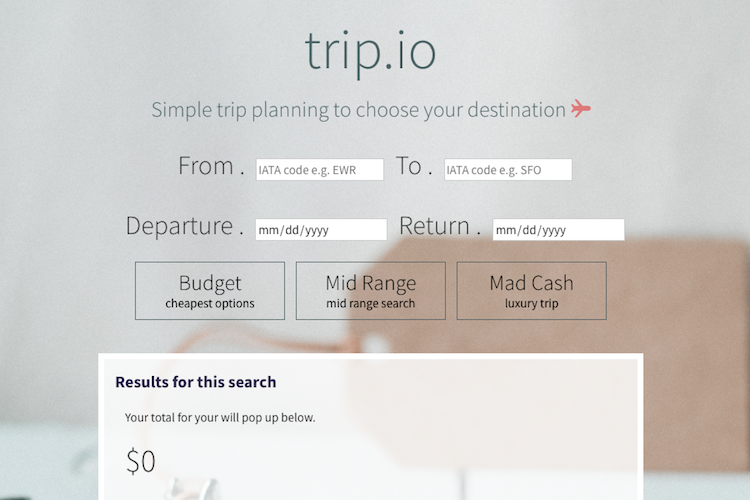 trip.io
Simple trip planning to choose your destination
From . IATA code e.g. EWR To . IATA code e.g. SFO
Departure . mm/dd/yyyy Return . mm/dd/yyyy
Budget Mid Range Mad Cash
cheapest options mid range search luxury trip
Results for this search
Your total for your will pop up below.
$0